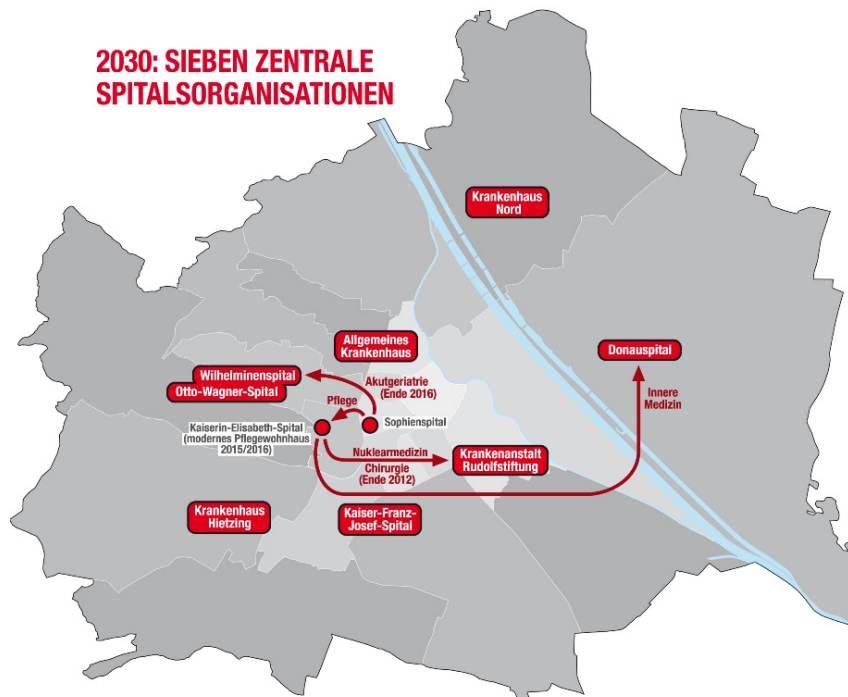 2030: SIEBEN ZENTRALE
SPITALSORGANISATIONEN
Krankenhaus
Nord
Allgemeines
Krankenhaus
Donauspital
Wilhelminenspital
Otto-Wagner-Spital
Akutgeriatrie
(Ende 2016)
Innere
Medizin
Pflege
Sophienspital
Kaiserin-Elisabeth-Spital
(modernes Pflegewohnhaus
2015/2016)
Nuklearmedizin
Chirurgie
(Ende 2012)
Krankenanstalt
Rudolfstiftung
Krankenhaus
Hietzing
Kaiser-Franz-
Josef-Spital